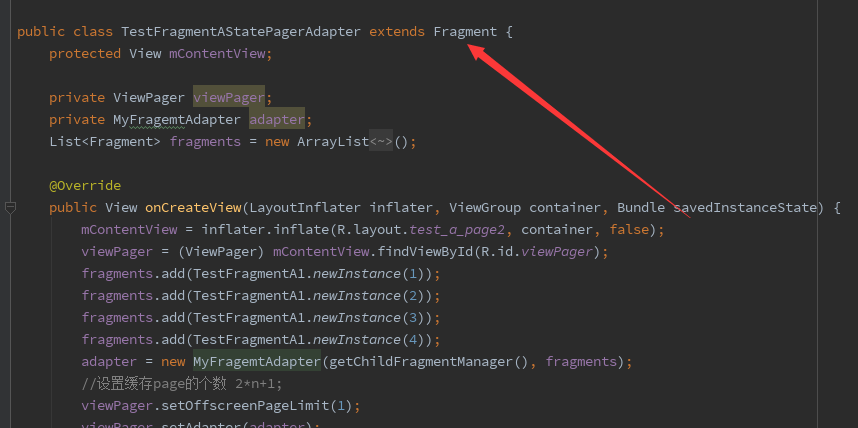 public class TestFragmentAStatePagerAdapter extends Fragment {
protected View mContentView;
private ViewPager viewPager;
private MyFragemtAdapter adapter;
List<Fragment> fragments = new ArrayList<~>();
@Override
public View onCreateView(LayoutInflater inflater, ViewGroup container, Bundle savedInstanceState) {
mContentView = inflater.inflate(R.layout.test_a_page2, container, false);
viewPager = (ViewPager) mContentView.findViewById(R.id.viewPager);
fragments.add(TestFragmentA1.newInstance(1));
fragments.add(TestFragmentA1.newInstance(2));
fragments.add(TestFragmentA1.newInstance(3));
fragments.add(TestFragmentA1.newInstance(4));
adapter = new MyFragemtAdapter(getChildFragmentManager(), fragments);
//设置缓存page的个数 2*n+1;
viewPager.setOffscreenPageLimit(1);
viewPager.setAdapter(adapter);